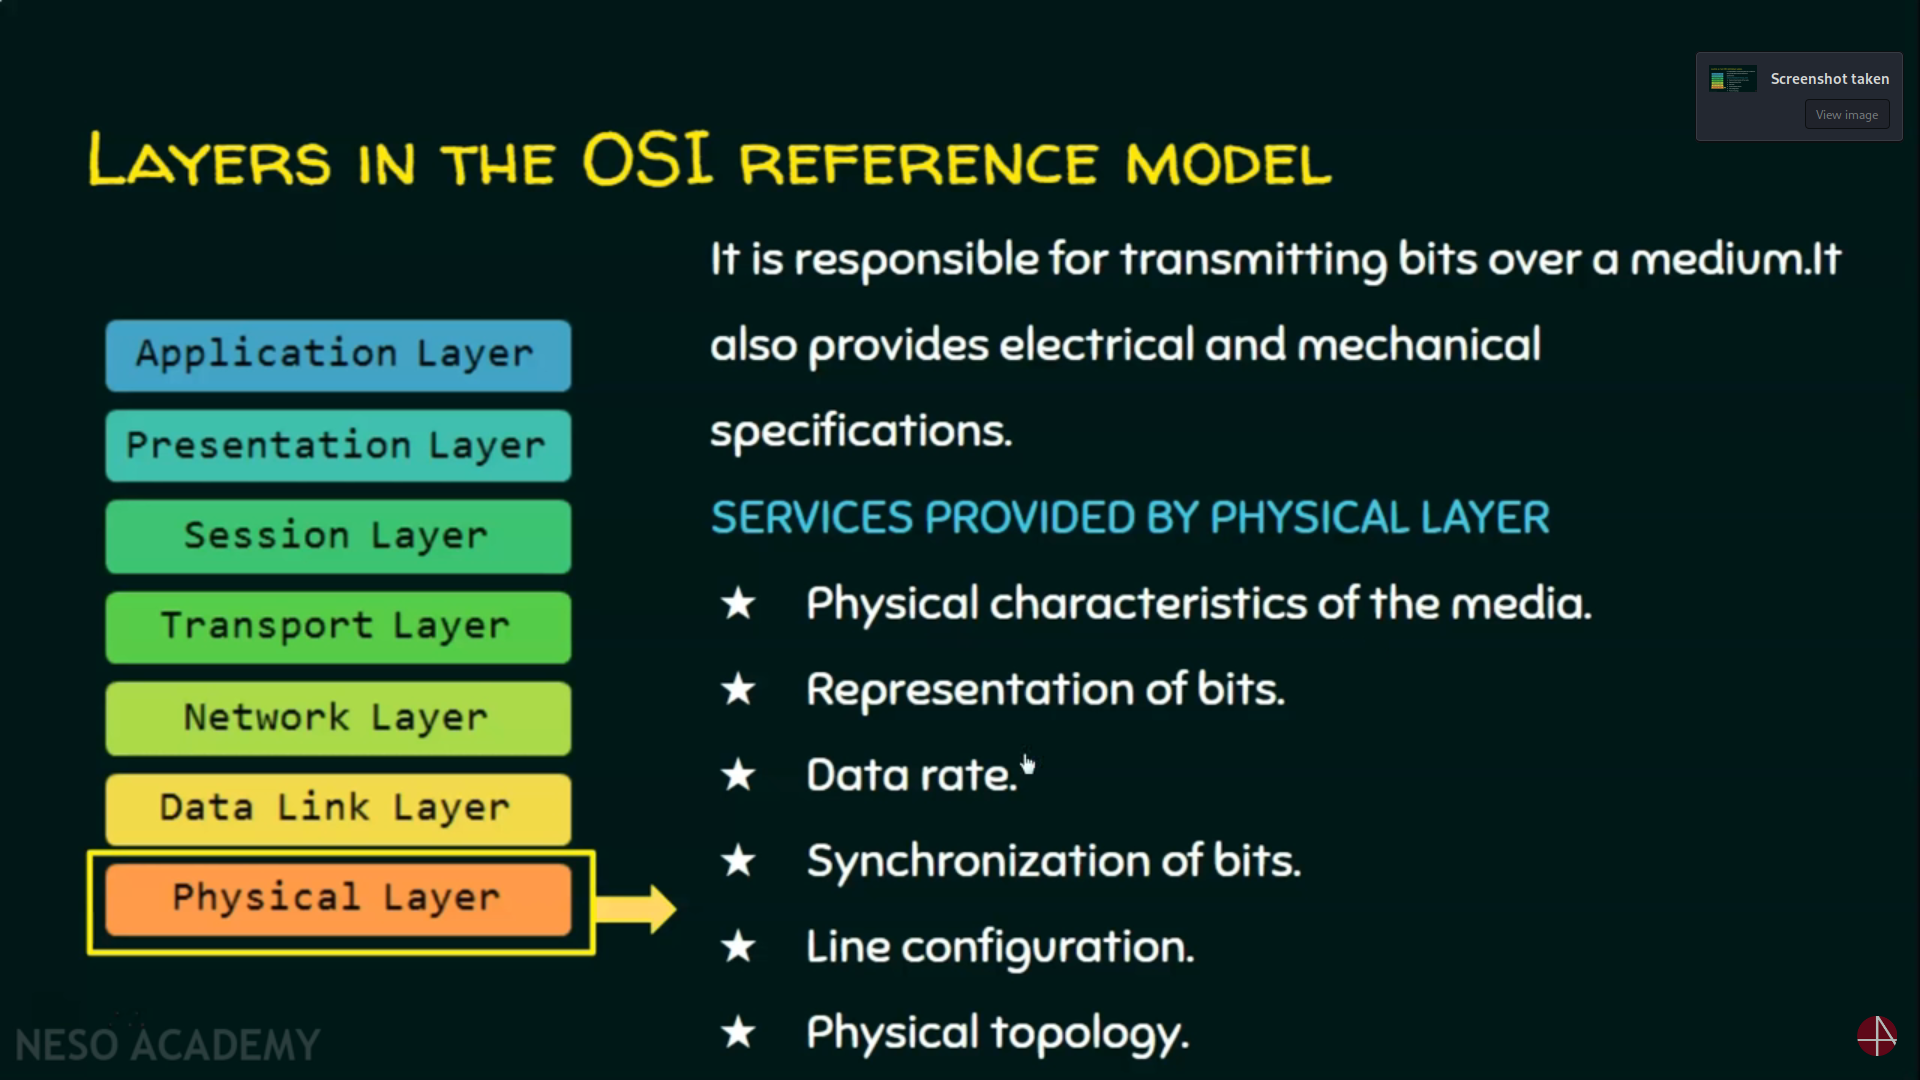 Screenshot taken
View image
LAYERS IN THE OSI REFERENCE MODEL
It is responsible for transmitting bits over a medium.It
also provides electrical and mechanical
specifications.
SERVICES PROVIDED BY PHYSICAL LAYER
★ Physical characteristics of the media.
★ Representation of bits.
★ Data rate.
★ Synchronization of bits.
★ Line configuration.
★ Physical topology.
Application Layer
Presentation Layer
Session Layer
Transport Layer
Network Layer
Data Link Layer
Physical Layer
NESO ACADEMY